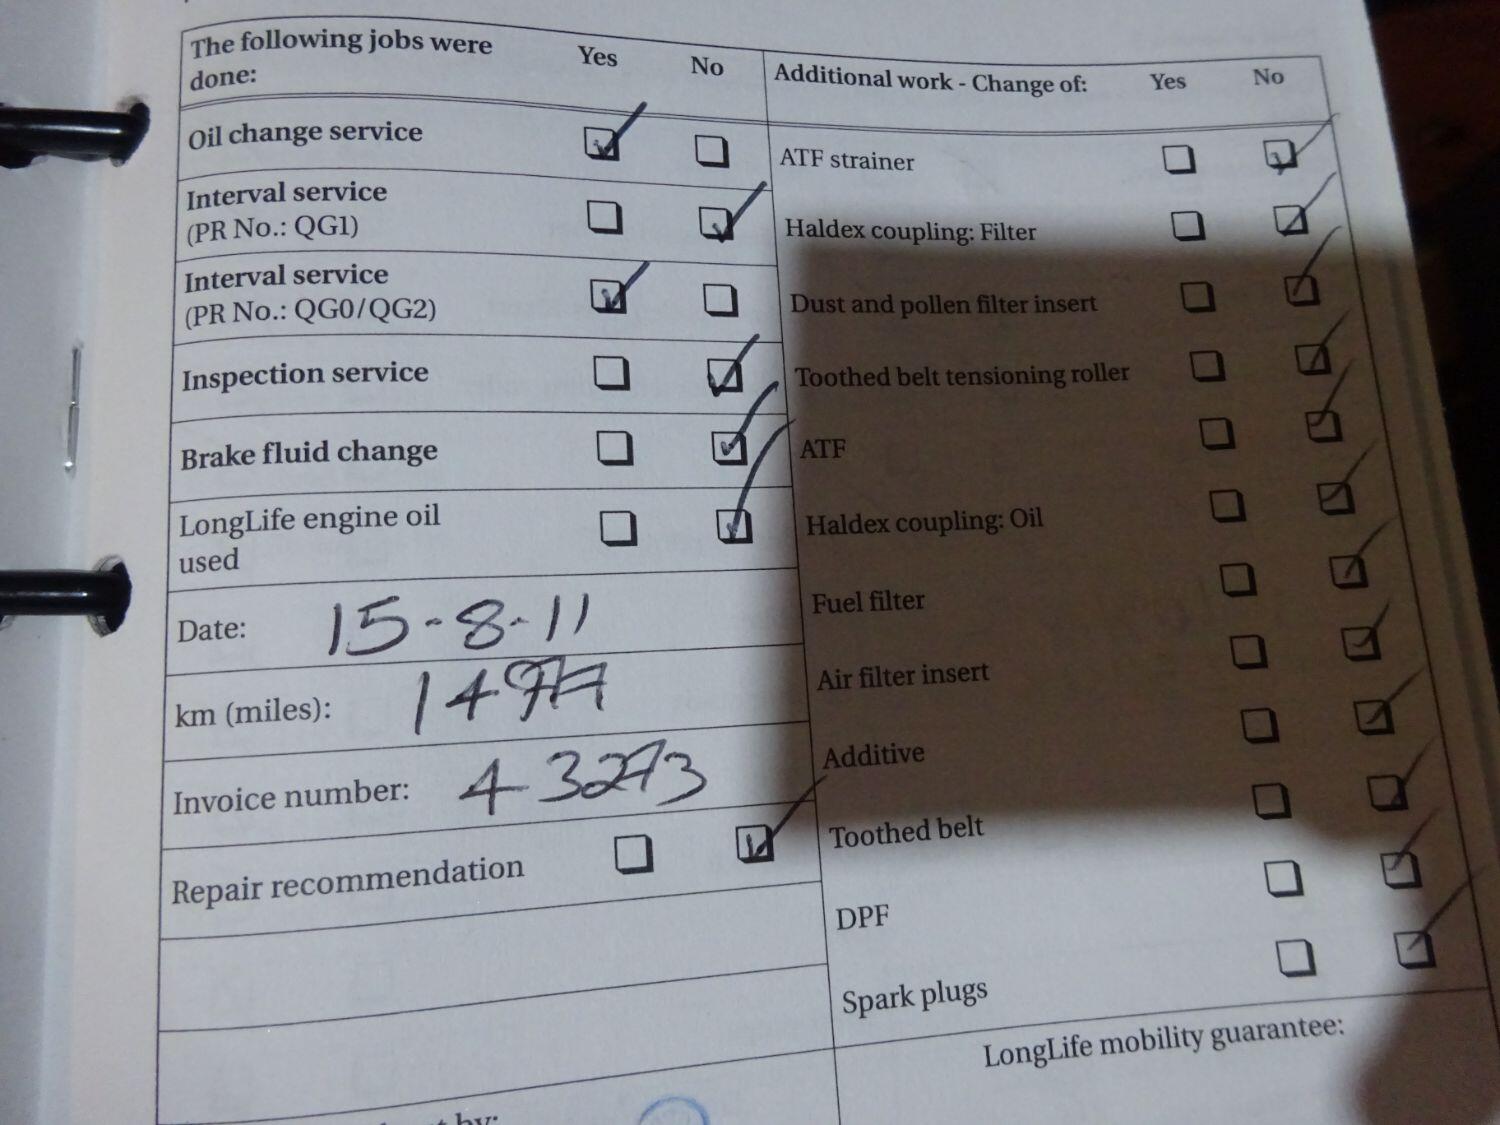 The following jobs were
done:
Yes
No
Oil change service
Interval service
(PR No.: QG1)
Interval service
(PR No.: QG0/QG2)
Inspection service
Brake fluid change
LongLife engine oil
used
Date: 15-8-11
km (miles):
Invoice number: 43273
Repair recommendation
by:
Additional work - Change of:
Yes
No
ATF strainer
Haldex coupling: Filter
Dust and pollen filter insert
Toothed belt tensioning roller
ATF
Haldex coupling: Oil
Fuel filter
Air filter insert
Additive
Toothed belt
DPF
Spark plugs
LongLife mobility guarantee: